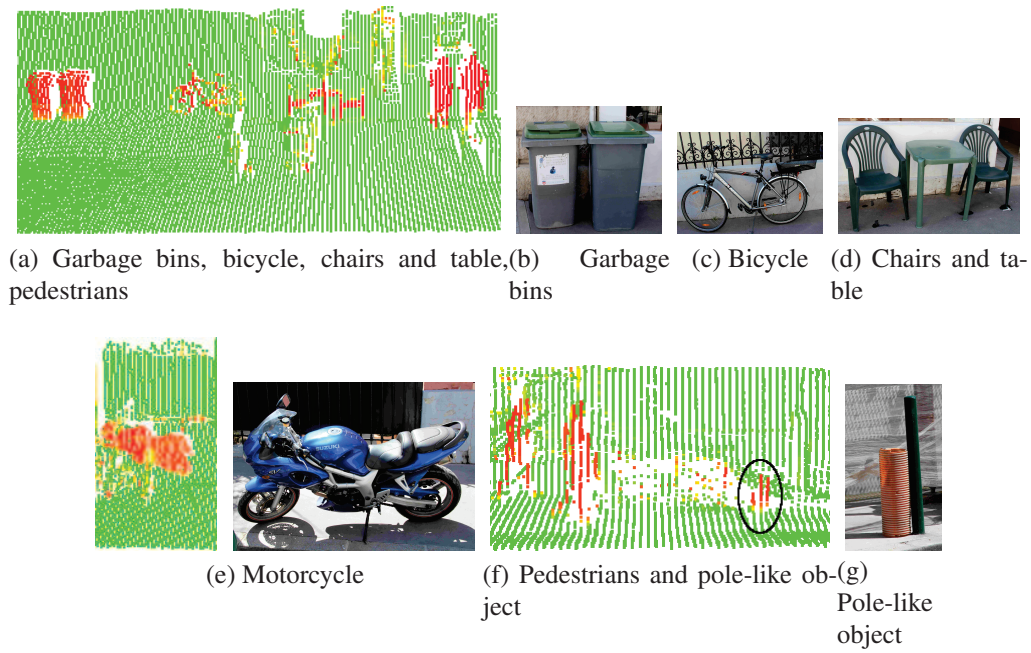 (a) Garbage bins, bicycle, chairs and table,
pedestrians
(b) Garbage
bins
(c) Bicycle
(d) Chairs and ta-
ble
SUZUKI
(e) Motorcycle
(f) Pedestrians and pole-like ob-
ject
(g)
Pole-like
object